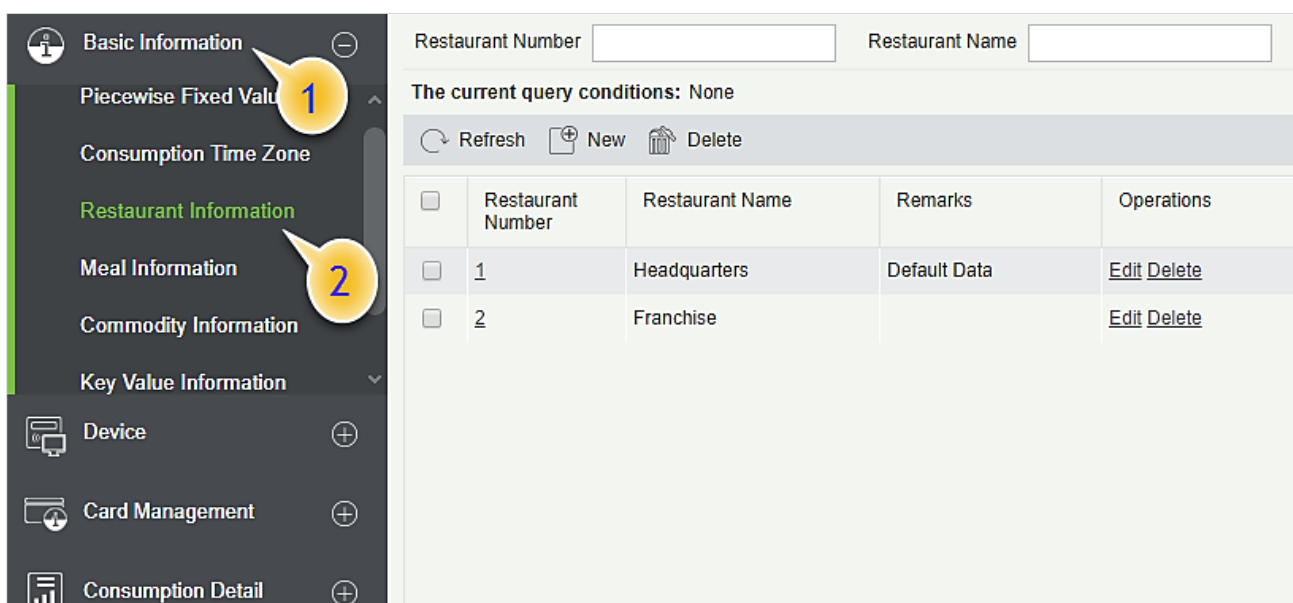 Basic Information
1
Piecewise Fixed Valu
Consumption Time Zone
Restaurant Information
2
Meal Information
Commodity Information
Key Value Information
Device
Card Management
Consumption Detail
Restaurant Number Restaurant Name
The current query conditions: None
Refresh New Delete
Restaurant Number Restaurant Name Remarks Operations
1 Headquarters Default Data Edit Delete
2 Franchise Edit Delete